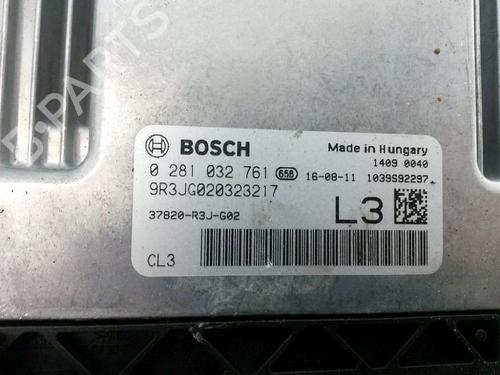 B-PARTS
BOSCH
Made in Hungary
1409 0040
0 281 032 761 658 16-08-11 1039S92297
9R3JG020323217
37820-R3J-G02
L3
CL3